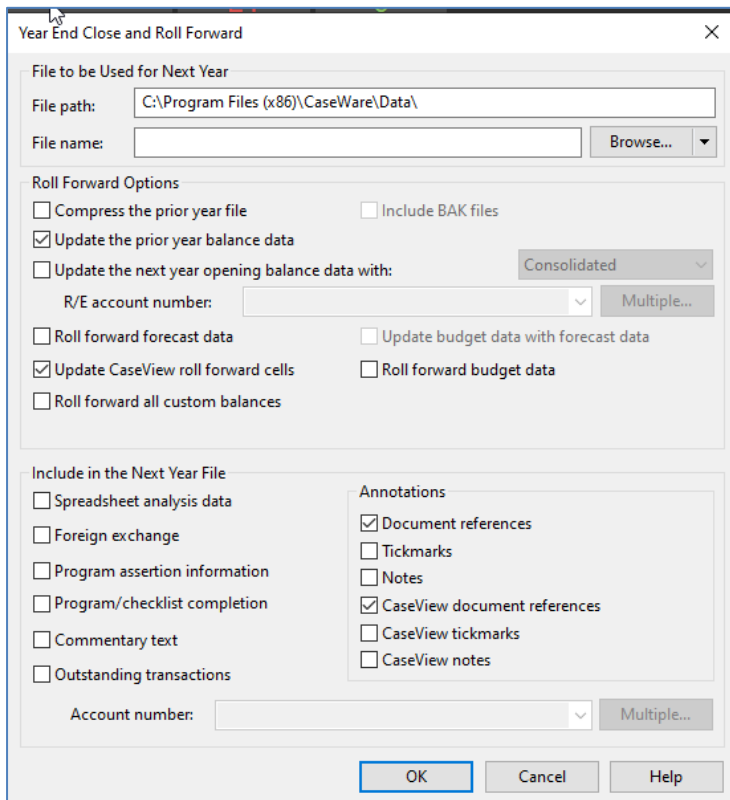 Year End Close and Roll Forward
File to be Used for Next Year
File path: C:\Program Files (x86)\CaseWare\Data\
File name: Browse...
Roll Forward Options
Compress the prior year file Include BAK files
Update the prior year balance data
Update the next year opening balance data with: Consolidated
R/E account number: Multiple...
Roll forward forecast data Update budget data with forecast data
Update CaseView roll forward cells Roll forward budget data
Roll forward all custom balances
Include in the Next Year File
Spreadsheet analysis data
Foreign exchange
Program assertion information
Program/checklist completion
Commentary text
Outstanding transactions
Annotations
Document references
Tickmarks
Notes
CaseView document references
CaseView tickmarks
CaseView notes
Account number: Multiple...
OK Cancel Help